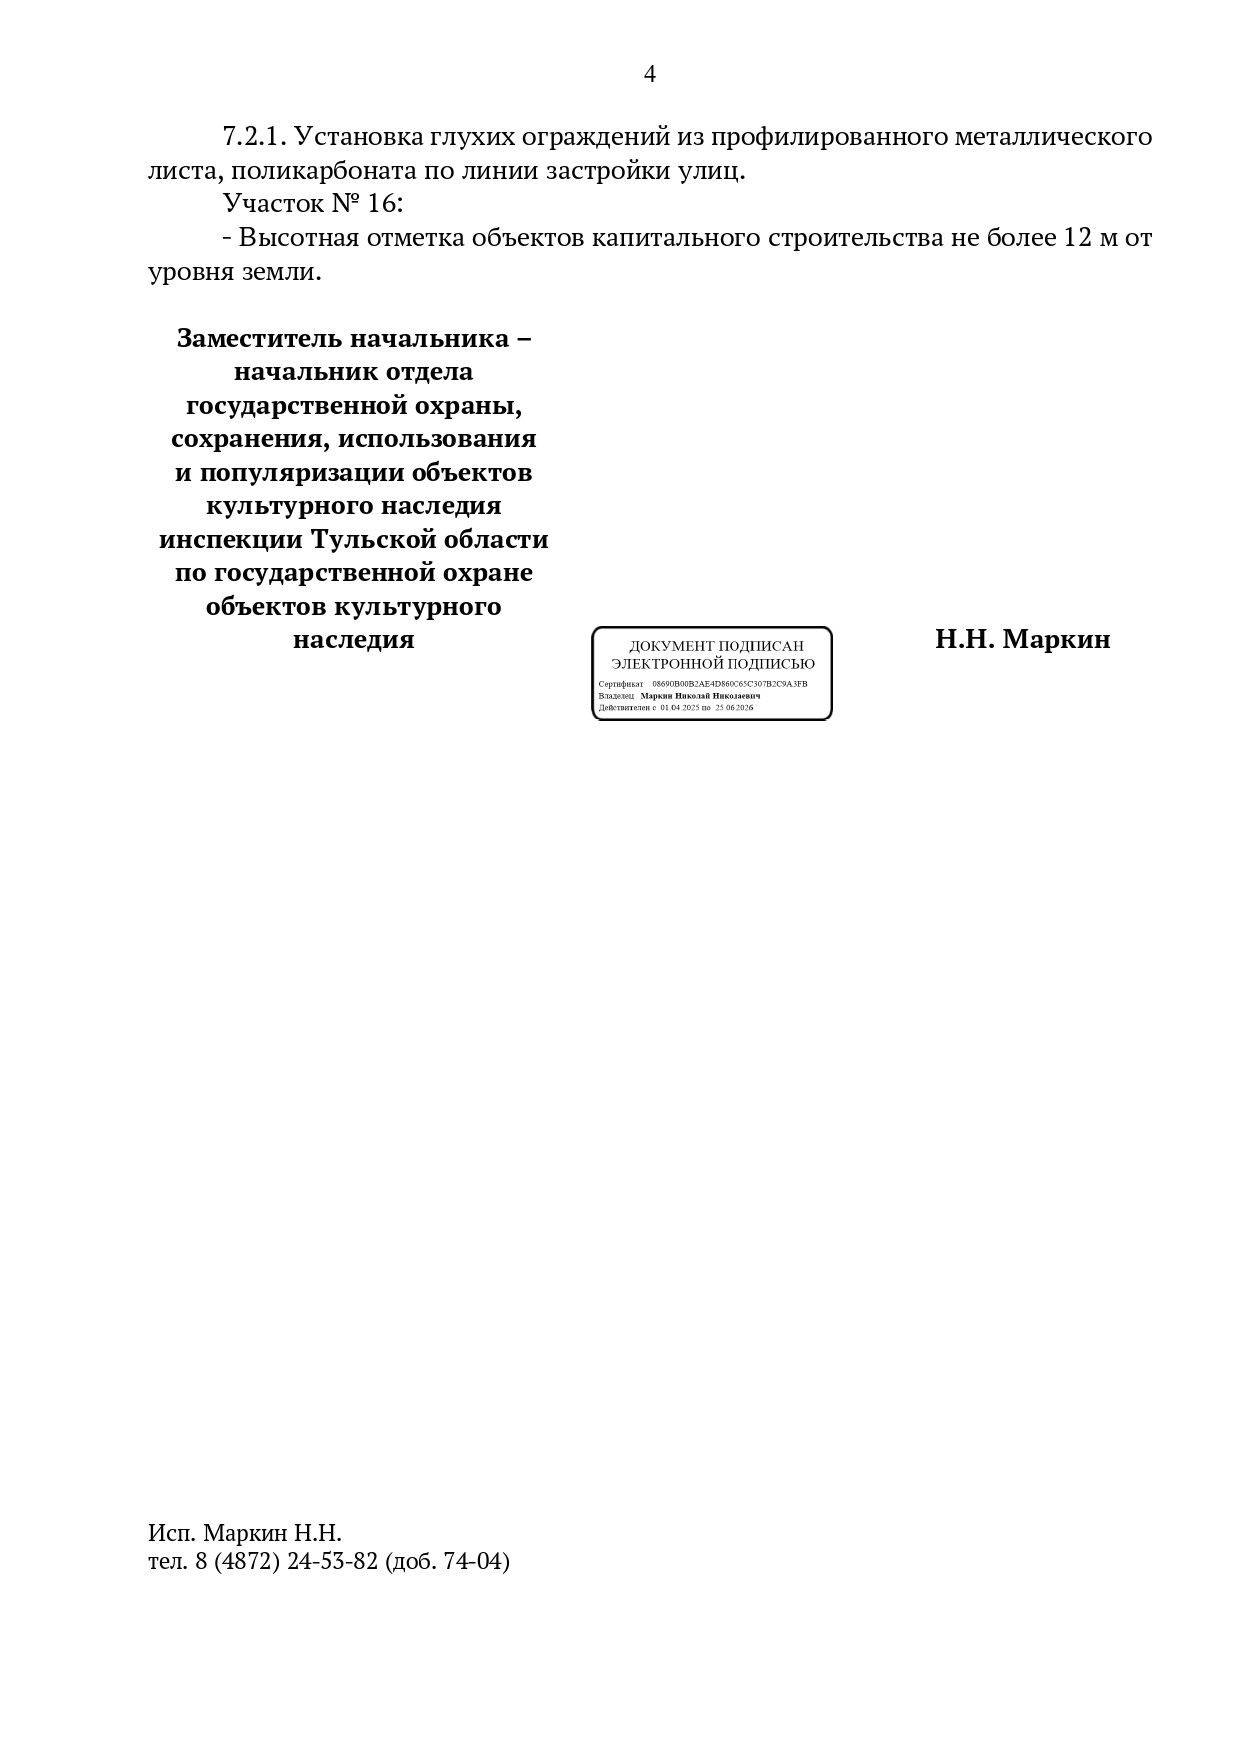 4
7.2.1. Установка глухих ограждений из профилированного металлического
листа, поликарбоната по линии застройки улиц.
Участок № 16:
- Высотная отметка объектов капитального строительства не более 12 м от
уровня земли.
Заместитель начальника –
начальник отдела
государственной охраны,
сохранения, использования
и популяризации объектов
культурного наследия
инспекции Тульской области
по государственной охране
объектов культурного
наследия
ДОКУМЕНТ ПОДПИСАН
ЭЛЕКТРОННОЙ ПОДПИСЬЮ
Сертификат 08690B00B2AE4D860C65C307B2C9A3FB
Владелец Маркин Николай Николаевич
Действителен с 01.04.2025 по 25.06.2026
Н.Н. Маркин
Исп. Маркин Н.Н.
тел. 8 (4872) 24-53-82 (доб. 74-04)